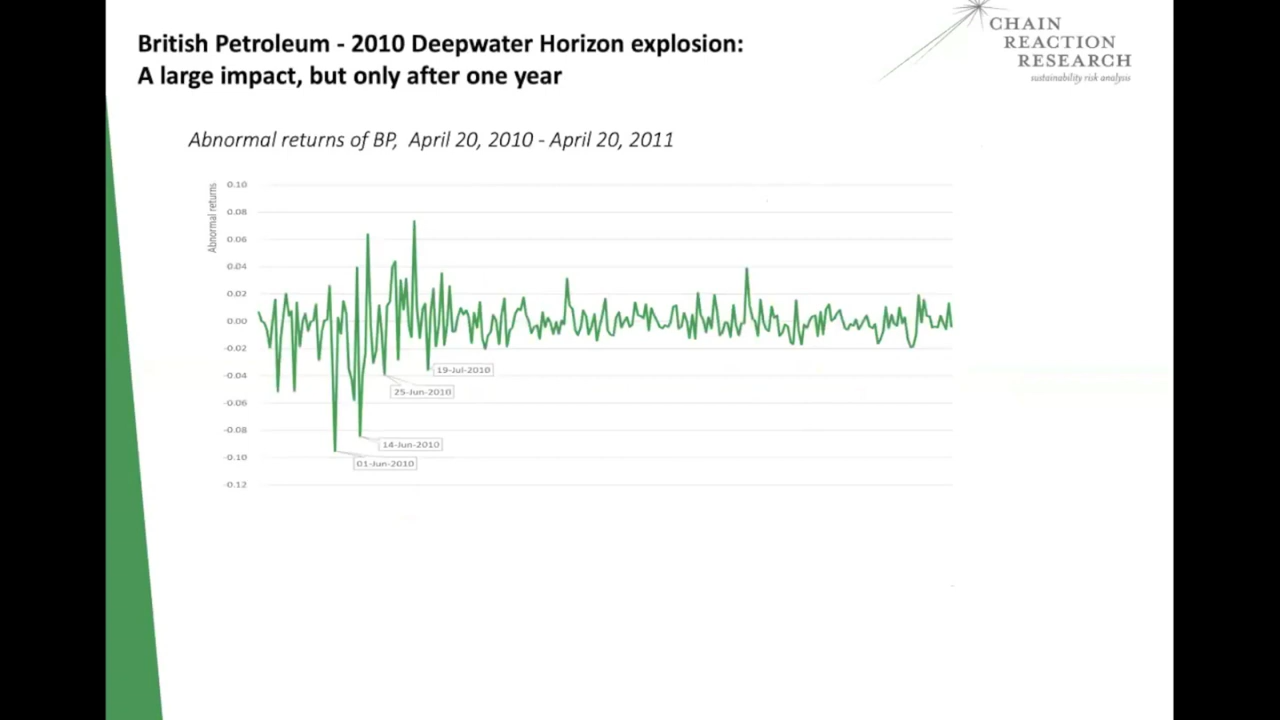 British Petroleum - 2010 Deepwater Horizon explosion:
A large impact, but only after one year
CHAIN
REACTION
RESEARCH
sustainability risk analysis
Abnormal returns of BP, April 20, 2010 - April 20, 2011
Abnormal returns
0.10
0.08
0.06
0.04
0.02
0.00
-0.02
-0.04
-0.06
-0.08
-0.10
-0.12
19-Jul-2010
25-Jun-2010
14-Jun-2010
01-Jun-2010